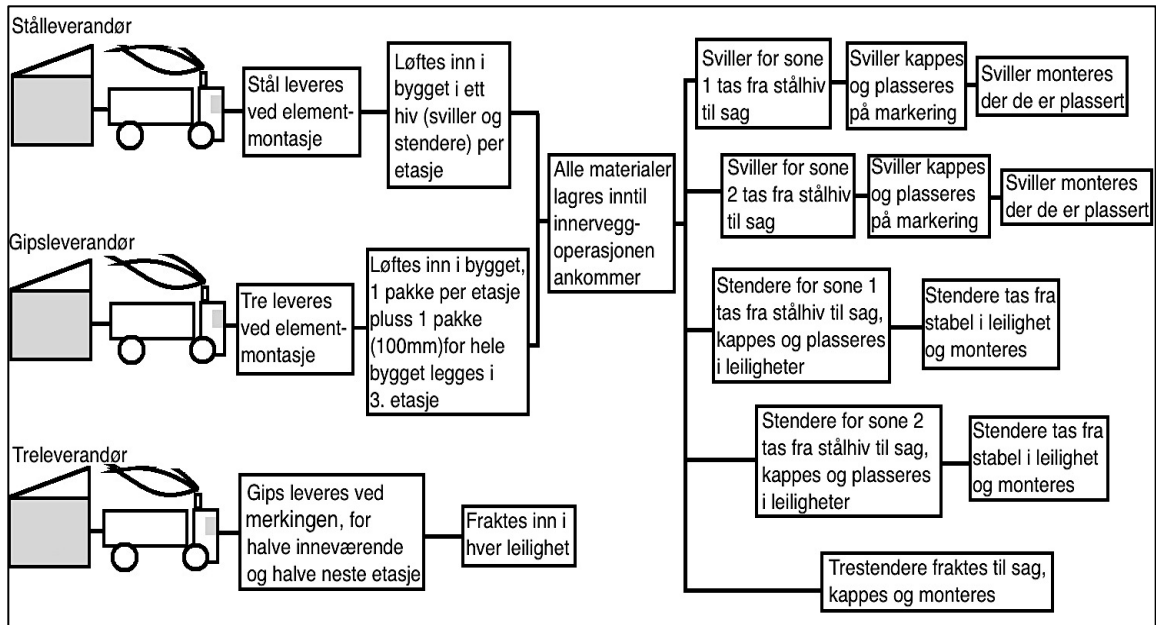 Stålleverandør
Stål leveres
ved element-
montasje
Løftes inn i
bygget i ett
hiv (sviller og
stendere) per
etasje
Gipsleverandør
Tre leveres
ved element-
montasje
Løftes inn i bygget,
1 pakke per etasje
pluss 1 pakke
(100mm)for hele
bygget legges i
3. etasje
Treleverandør
Gips leveres ved
merkingen, for
halve inneværende
og halve neste etasje
Fraktes inn i
hver leilighet
Alle materialer
lagres inntil
innervegg-
operasjonen
ankommer
Sviller for sone
1 tas fra stålhiv
til sag
Sviller kappes
og plasseres
på markering
Sviller monteres
der de er plassert
Sviller for sone
2 tas fra stålhiv
til sag
Sviller kappes
og plasseres
på markering
Sviller monteres
der de er plassert
Stendere for sone 1
tas fra stålhiv til sag,
kappes og plasseres
i leiligheter
Stendere tas fra
stabel i leilighet
og monteres
Stendere for sone 2
tas fra stålhiv til sag,
kappes og plasseres
i leiligheter
Stendere tas fra
stabel i leilighet
og monteres
Trestendere fraktes til sag,
kappes og monteres